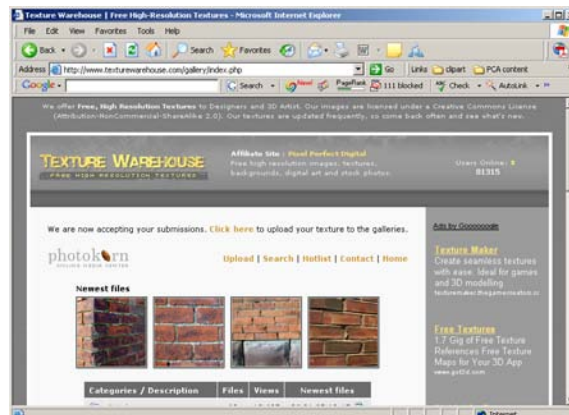 Texture Warehouse | Free High-Resolution Textures - Microsoft Internet Explorer
File Edit View Favorites Tools Help
Back Search Favorites
Address http://www.texturewarehouse.com/gallery/index.php Go Links clipart PCA content
Google Search New! PageRank 111 blocked Check AutoLink
We offer Free, High Resolution Textures to Designers and 3D Artist. Our images are licensed under a Creative Commons License
(Attribution-NonCommercial-ShareAlike 2.0). Our textures are updated frequently, so come back often and see what's new.
TEXTURE WAREHOUSE
FREE HIGH RESOLUTION TEXTURES
Affiliate Site : Pixel Perfect Digital
Free high resolution images, textures,
backgrounds, digital art and stock photos.
Users Online:
81315
We are now accepting your submissions. Click here to upload your texture to the galleries.
photokorn
Upload | Search | Hotlist | Contact | Home
Newest files
Categories / Description Files Views Newest files
Ads by Goooooogle
Texture Maker
Create seamless textures
with ease. Ideal for games
and 3D modelling
Free Textures
1.7 Gig of Free Texture
References Free Texture
Maps for Your 3D App
Internet